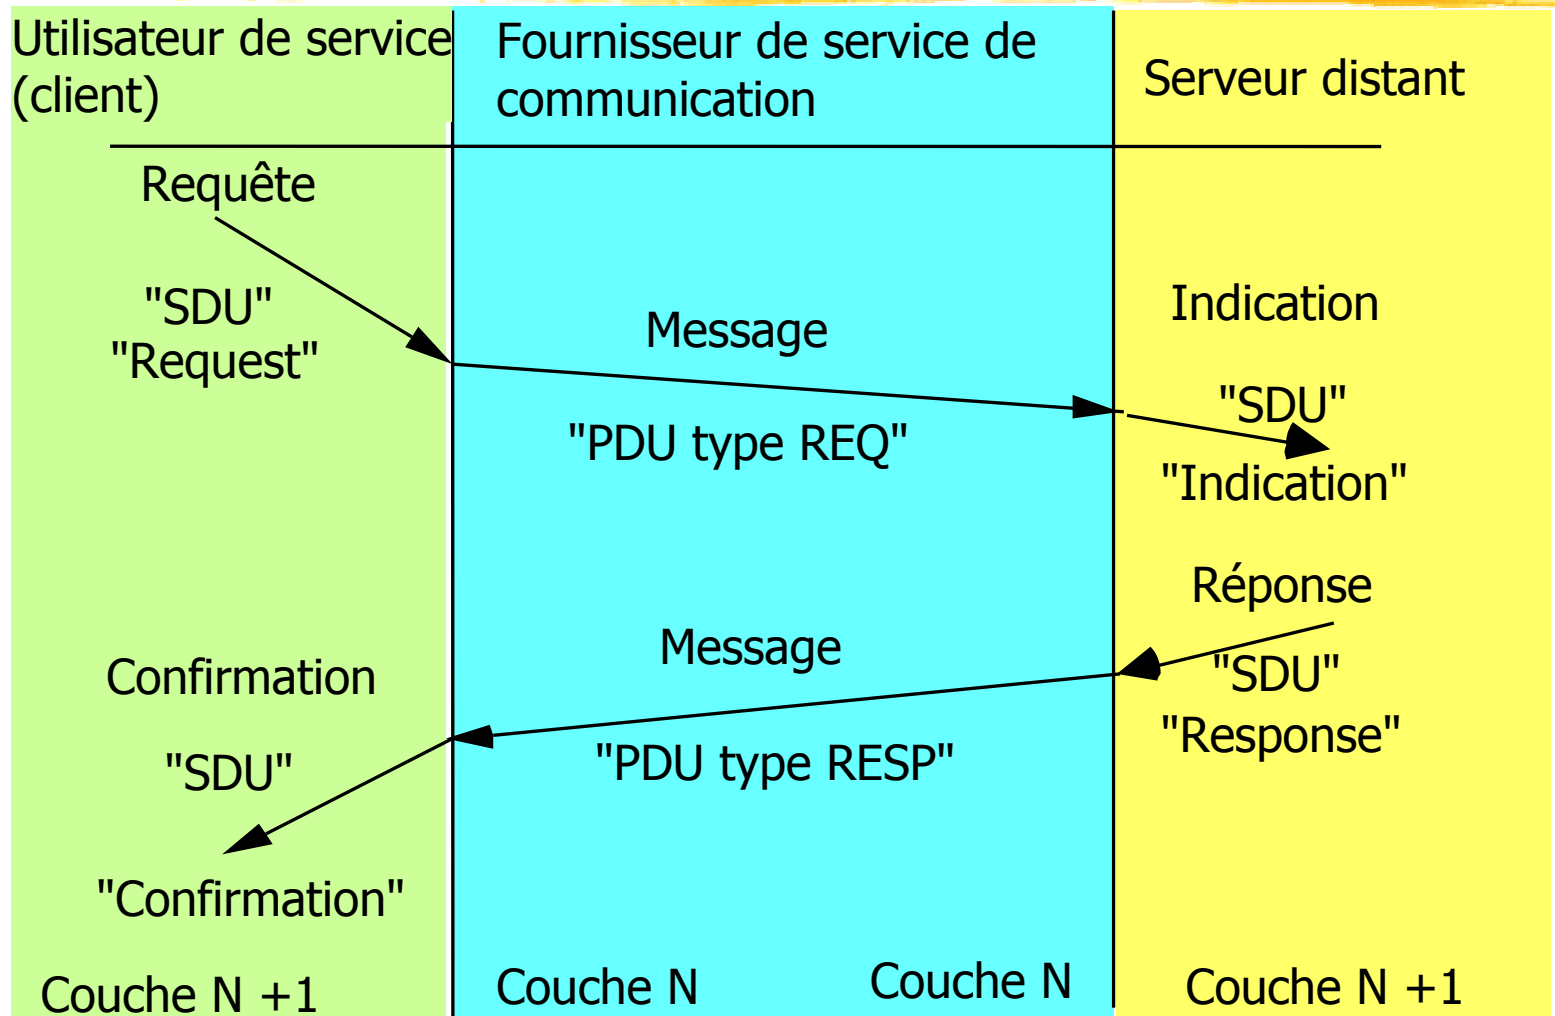 Utilisateur de service
(client)
Fournisseur de service de
communication
Serveur distant
Requête
"SDU"
"Request"
Message
"PDU type REQ"
Indication
"SDU"
"Indication"
Réponse
"SDU"
"Response"
Message
"PDU type RESP"
Confirmation
"SDU"
"Confirmation"
Couche N +1
Couche N
Couche N
Couche N +1